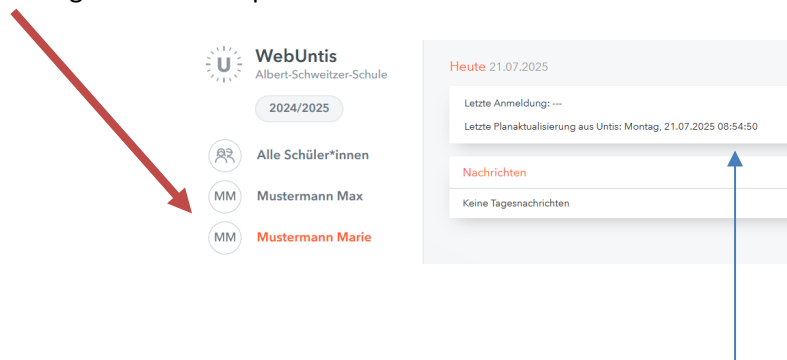 WebUntis
Albert-Schweitzer-Schule
2024/2025
Alle Schüler*innen
MM Mustermann Max
MM Mustermann Marie
Heute 21.07.2025
Letzte Anmeldung: ---
Letzte Planaktualisierung aus Untis: Montag, 21.07.2025 08:54:50
Nachrichten
Keine Tagesnachrichten